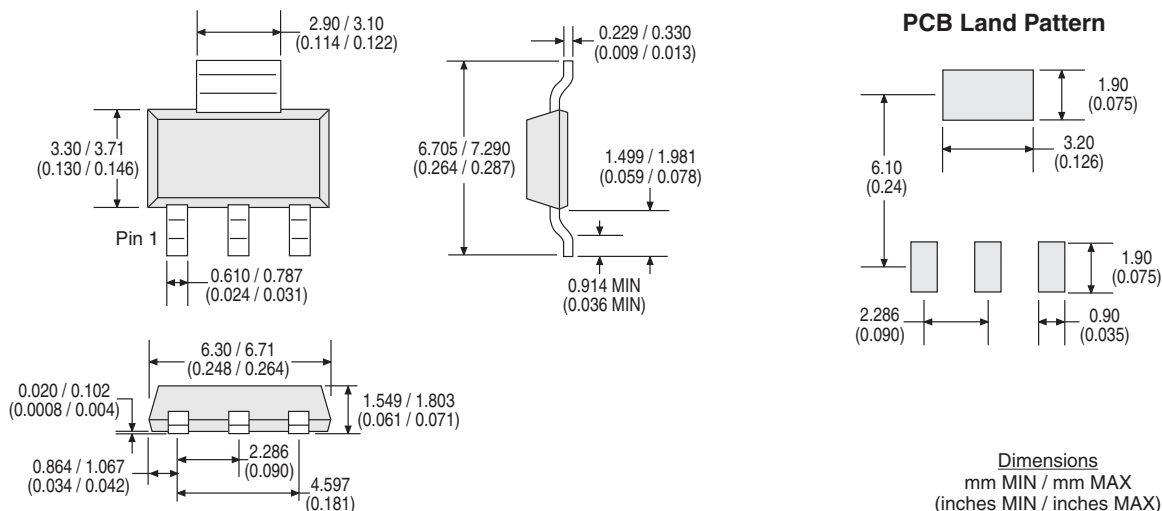 2.90 / 3.10
(0.114 / 0.122)
3.30 / 3.71
(0.130 / 0.146)
Pin 1
0.610 / 0.787
(0.024 / 0.031)
0.229 / 0.330
(0.009 / 0.013)
6.705 / 7.290
(0.264 / 0.287)
1.499 / 1.981
(0.059 / 0.078)
0.914 MIN
(0.036 MIN)
PCB Land Pattern
1.90
(0.075)
3.20
(0.126)
6.10
(0.24)
1.90
(0.075)
2.286
(0.090)
0.90
(0.035)
6.30 / 6.71
(0.248 / 0.264)
0.020 / 0.102
(0.0008 / 0.004)
1.549 / 1.803
(0.061 / 0.071)
0.864 / 1.067
(0.034 / 0.042)
2.286
(0.090)
4.597
(0.181)
Dimensions
mm MIN / mm MAX
(inches MIN / inches MAX)